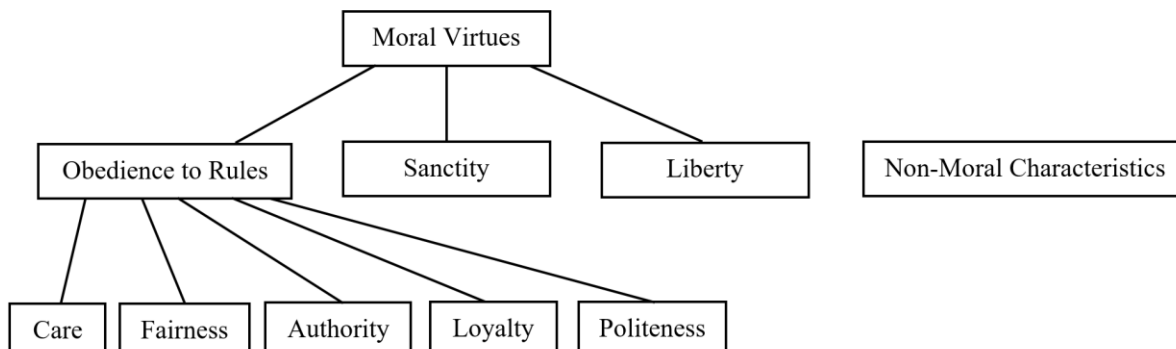 Moral Virtues
Obedience to Rules
Sanctity
Liberty
Non-Moral Characteristics
Care
Fairness
Authority
Loyalty
Politeness